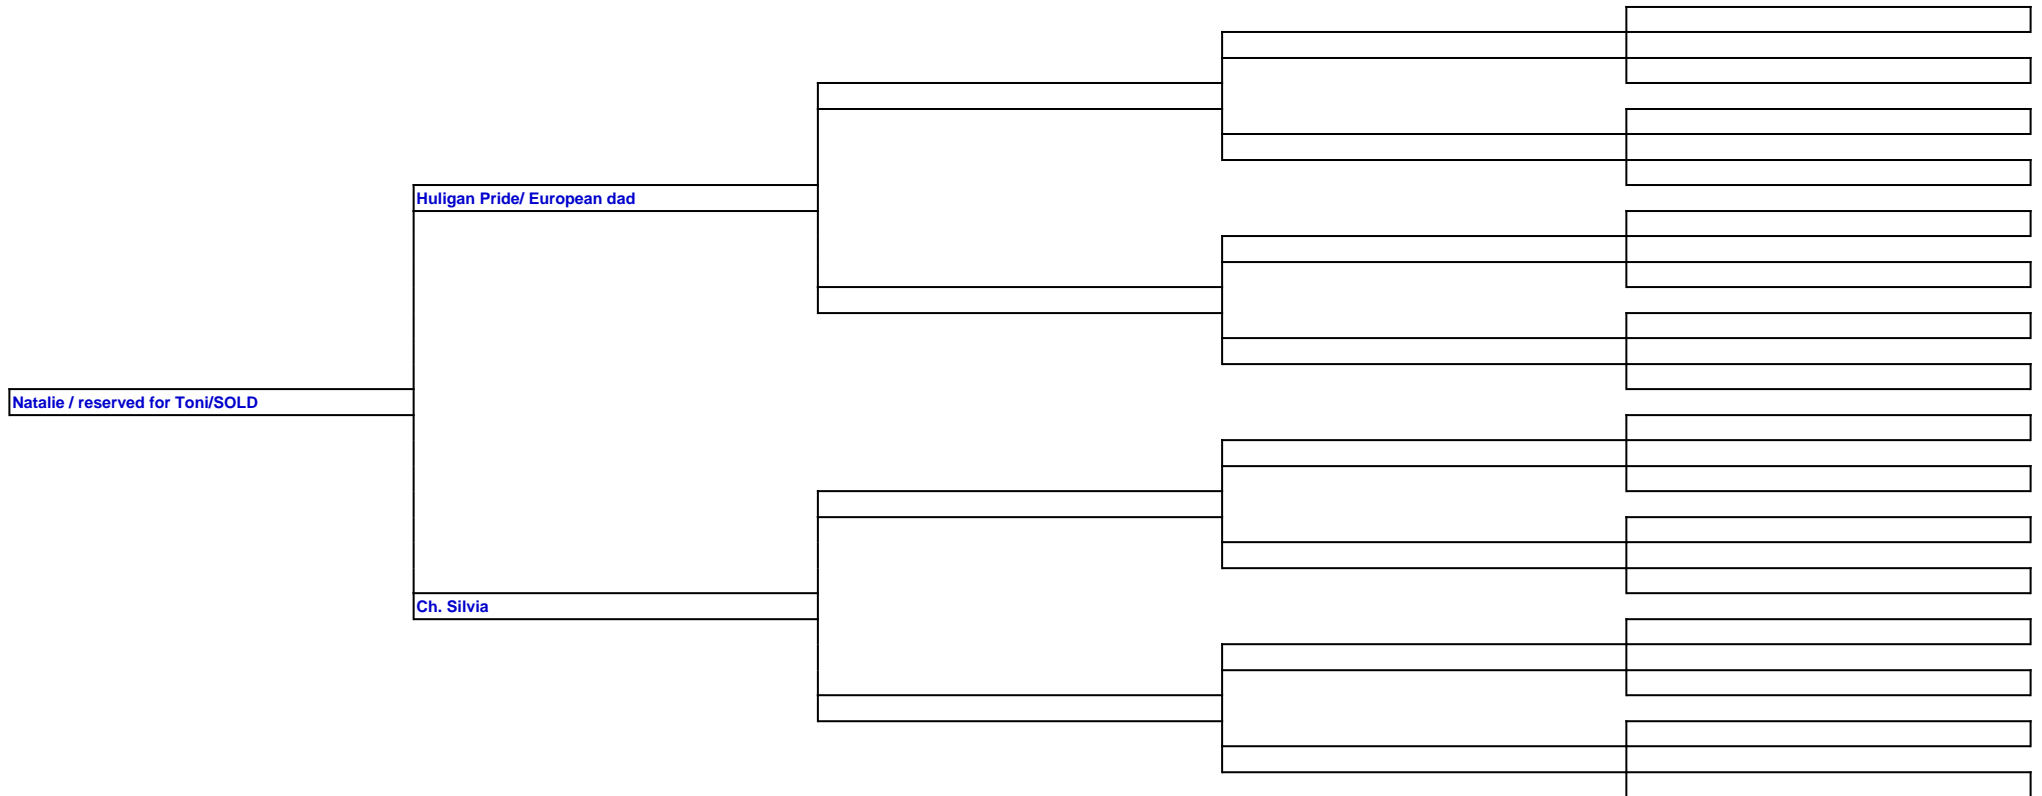 Huligan Pride/ European dad
Natalie / reserved for Toni/SOLD
Ch. Silvia